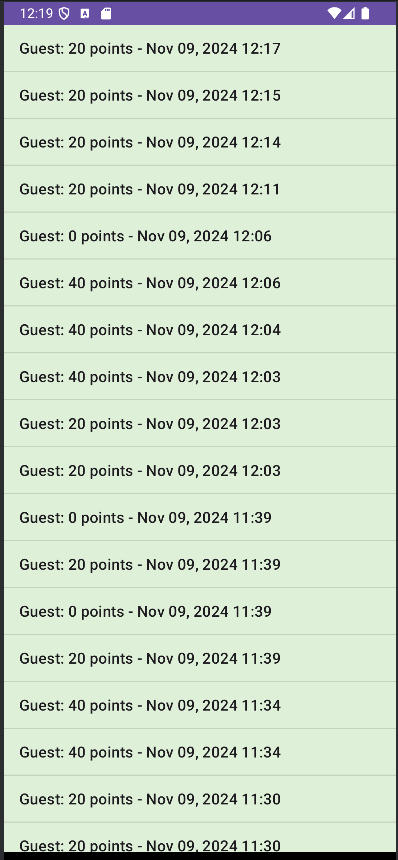 12:19
Guest: 20 points - Nov 09, 2024 12:17
Guest: 20 points - Nov 09, 2024 12:15
Guest: 20 points - Nov 09, 2024 12:14
Guest: 20 points - Nov 09, 2024 12:11
Guest: 0 points - Nov 09, 2024 12:06
Guest: 40 points - Nov 09, 2024 12:06
Guest: 40 points - Nov 09, 2024 12:04
Guest: 40 points - Nov 09, 2024 12:03
Guest: 20 points - Nov 09, 2024 12:03
Guest: 20 points - Nov 09, 2024 12:03
Guest: 0 points - Nov 09, 2024 11:39
Guest: 20 points - Nov 09, 2024 11:39
Guest: 0 points - Nov 09, 2024 11:39
Guest: 20 points - Nov 09, 2024 11:39
Guest: 40 points - Nov 09, 2024 11:34
Guest: 40 points - Nov 09, 2024 11:34
Guest: 20 points - Nov 09, 2024 11:30
Guest: 20 points - Nov 09, 2024 11:30